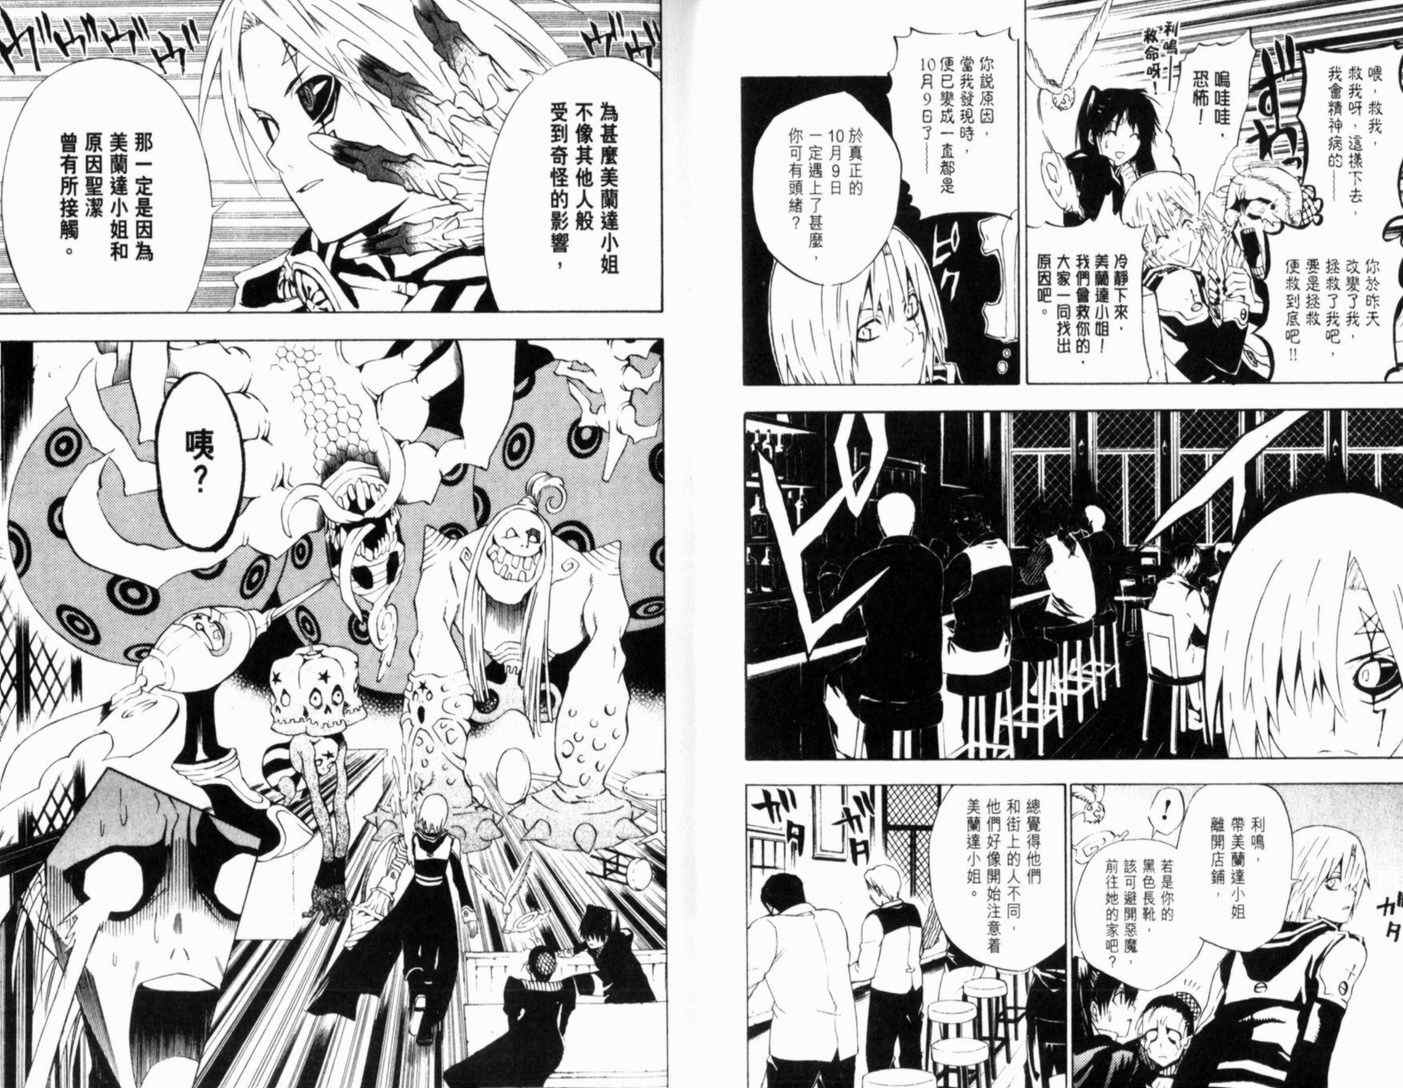 喂，救我，
救我呀，這樣下去，
我會精神病的——
你於昨天
改變了我，
拯救了我吧，
要是拯救
便救到底吧!!
利鳴
救命呀！
嗚哇哇，
恐怖！
冷靜下來，
美蘭達小姐！
我們會救你的，
大家一同找出
原因吧。
你說原因，
當我發現時，
便已變成一直都是
10月9日了——
ピク
於真正的
10月9日
一定遇上了甚麼，
你可有頭緒？
利鳴，
帶美蘭達小姐
離開店鋪，
！
若是你的
黑色長靴，
該可避開惡魔，
前往她的家吧？
ガタ
總覺得他們
和街上的人不同，
他們好像開始注意着
美蘭達小姐。
ガタ
ガタ
為甚麼美蘭達小姐
不像其他人般
受到奇怪的影響，
那一定是因為
美蘭達小姐和
原因聖潔
曾有所接觸。
咦？